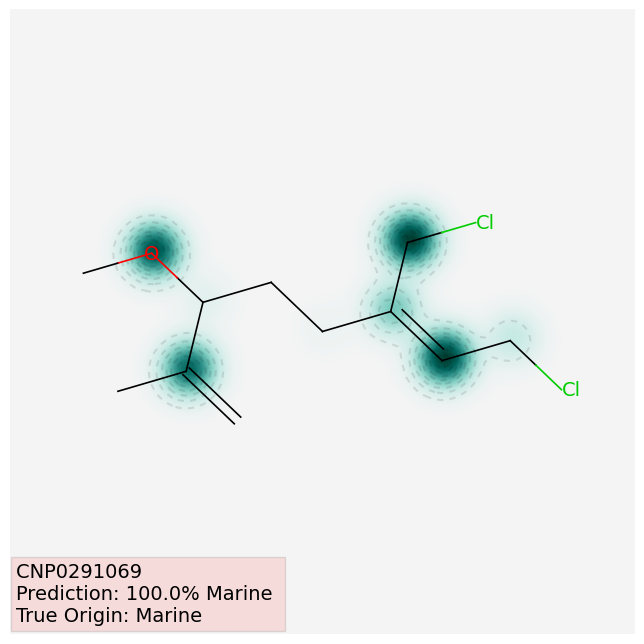 Cl
O
Cl
CNP0291069
Prediction: 100.0% Marine
True Origin: Marine